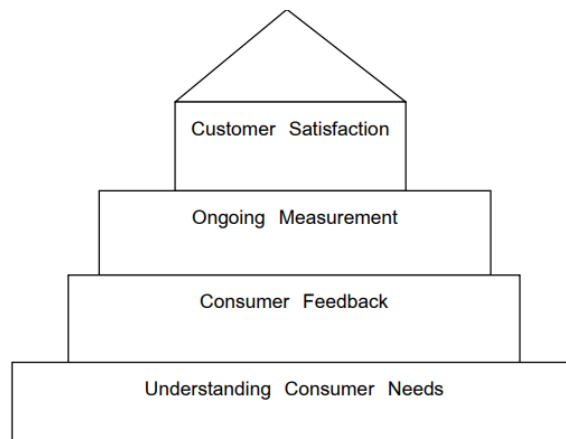 Customer Satisfaction
Ongoing Measurement
Consumer Feedback
Understanding Consumer Needs